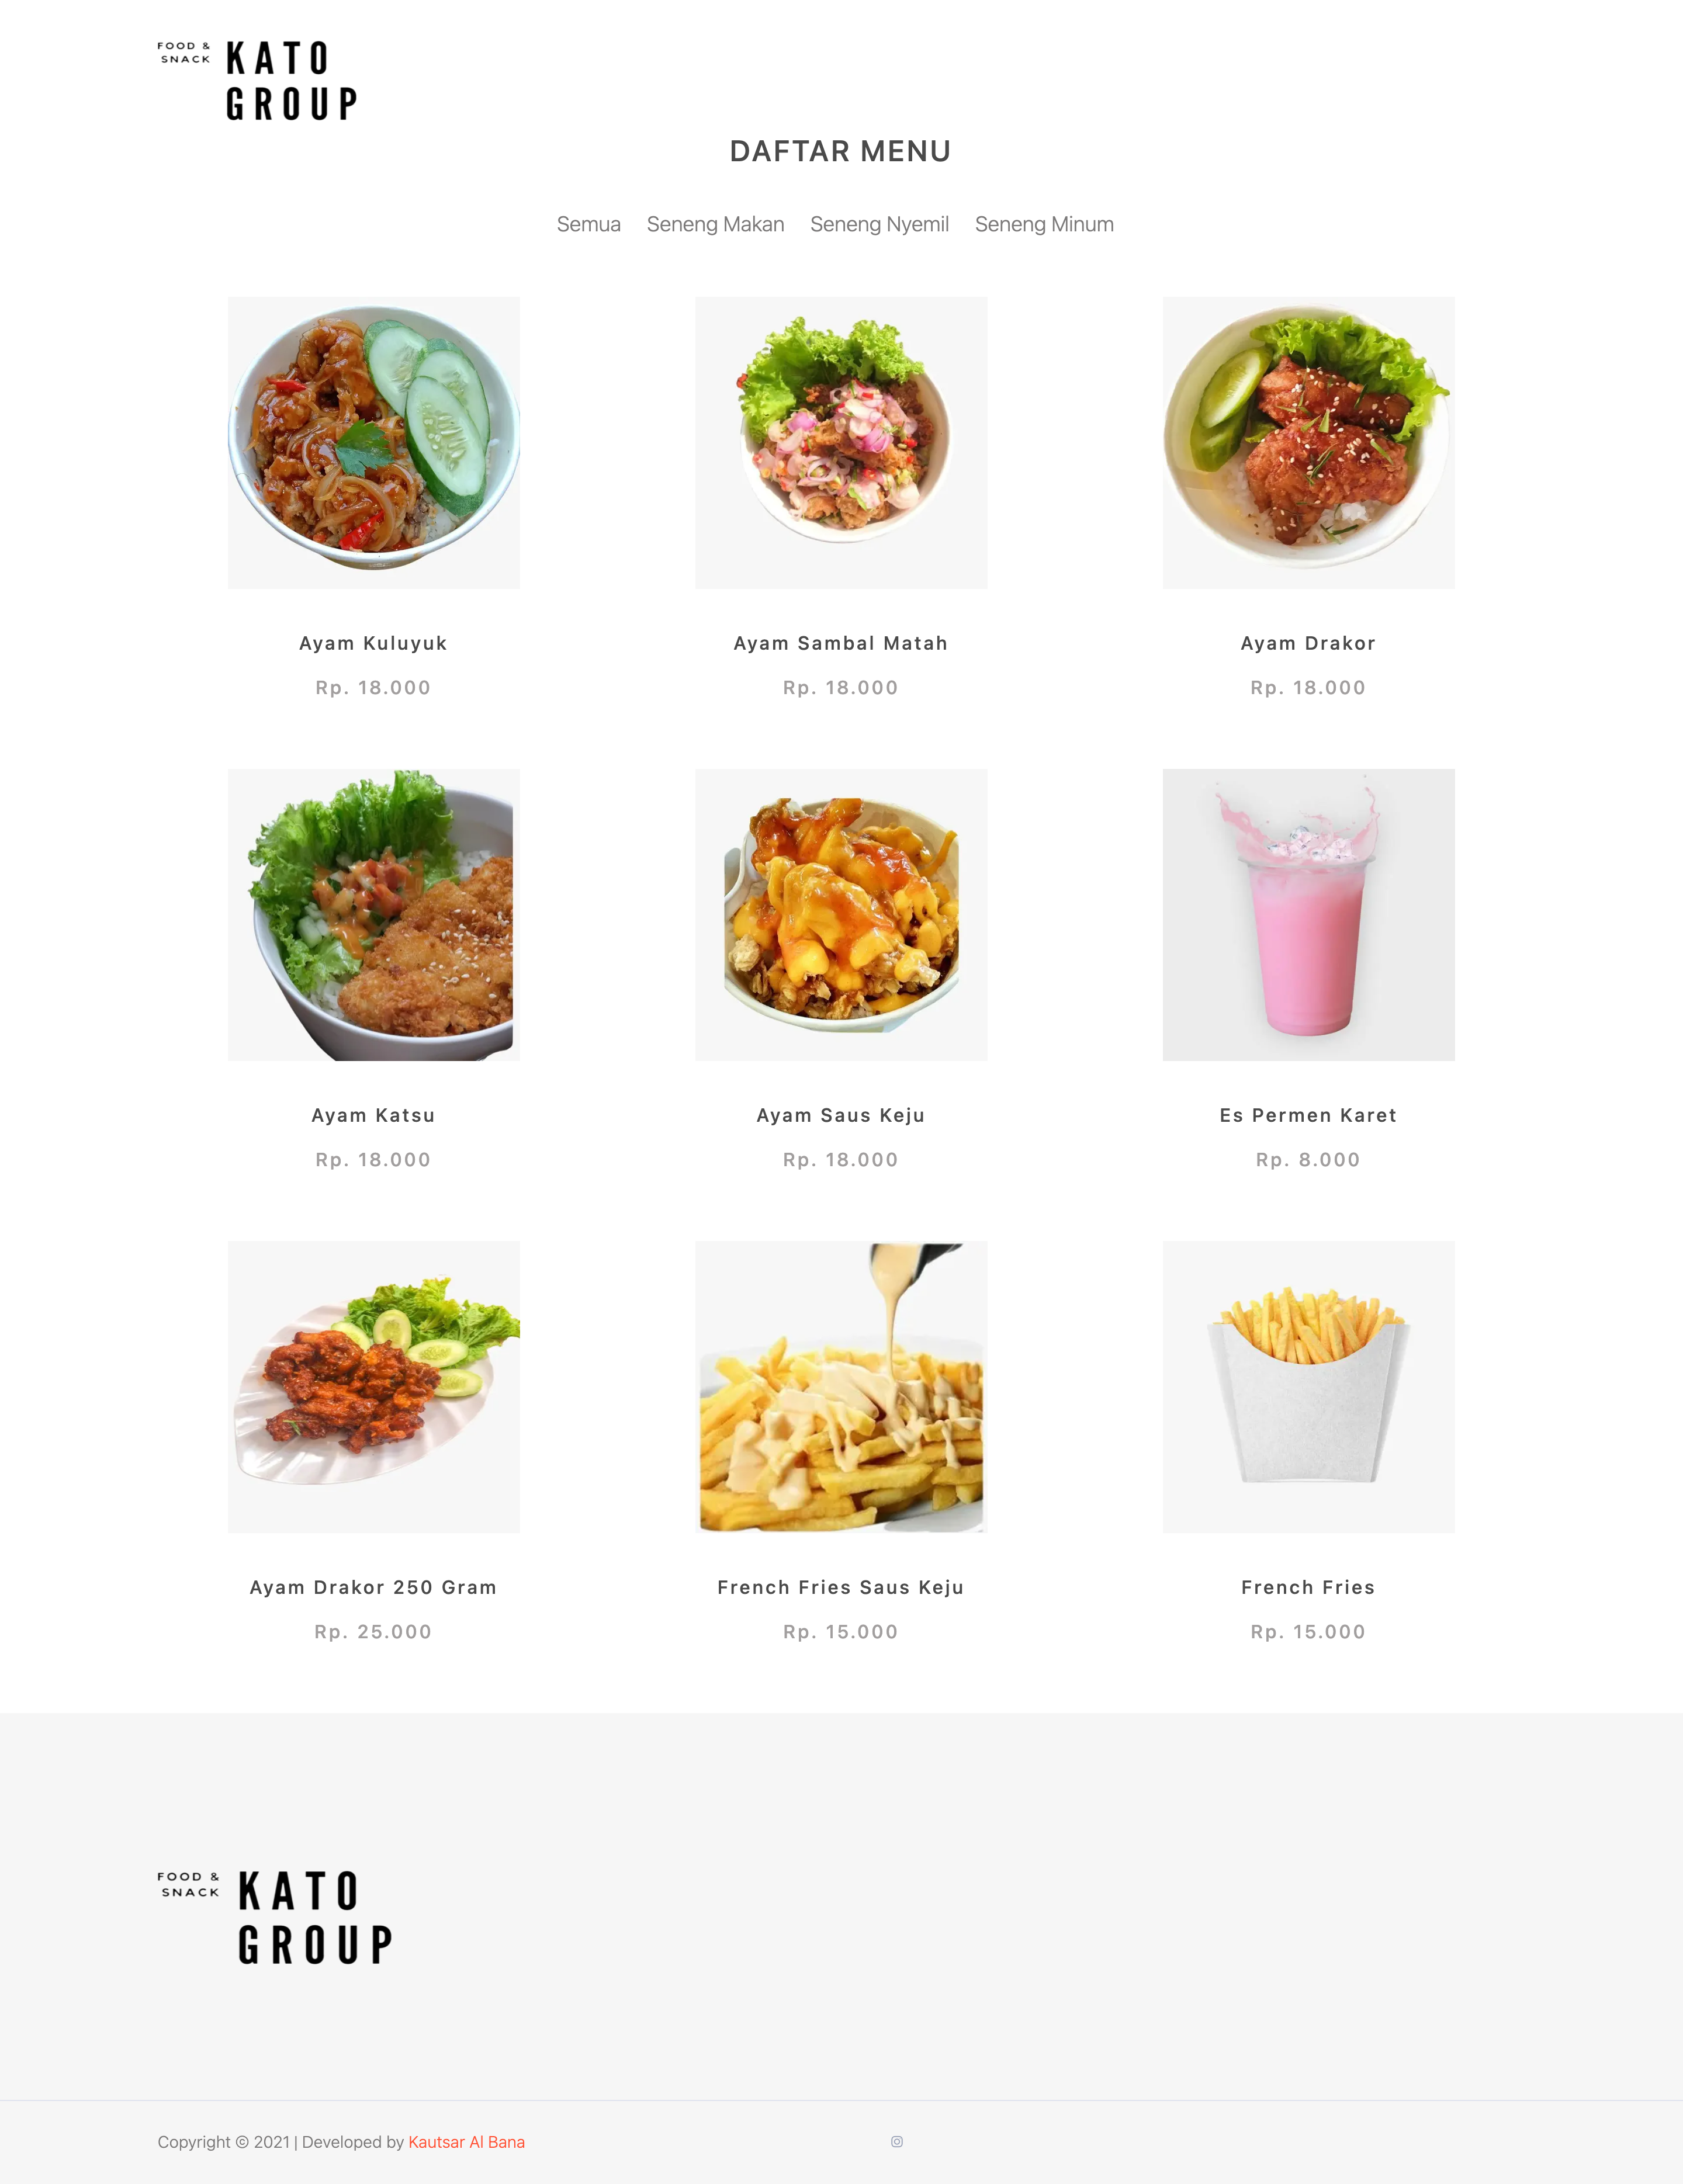 FOOD &
SNACK
KATO
GROUP
DAFTAR MENU
Semua Seneng Makan Seneng Nyemil Seneng Minum
Ayam Kuluyuk
Rp. 18.000
Ayam Sambal Matah
Rp. 18.000
Ayam Drakor
Rp. 18.000
Ayam Katsu
Rp. 18.000
Ayam Saus Keju
Rp. 18.000
Es Permen Karet
Rp. 8.000
Ayam Drakor 250 Gram
Rp. 25.000
French Fries Saus Keju
Rp. 15.000
French Fries
Rp. 15.000
FOOD &
SNACK
KATO
GROUP
Copyright © 2021 | Developed by Kautsar Al Bana